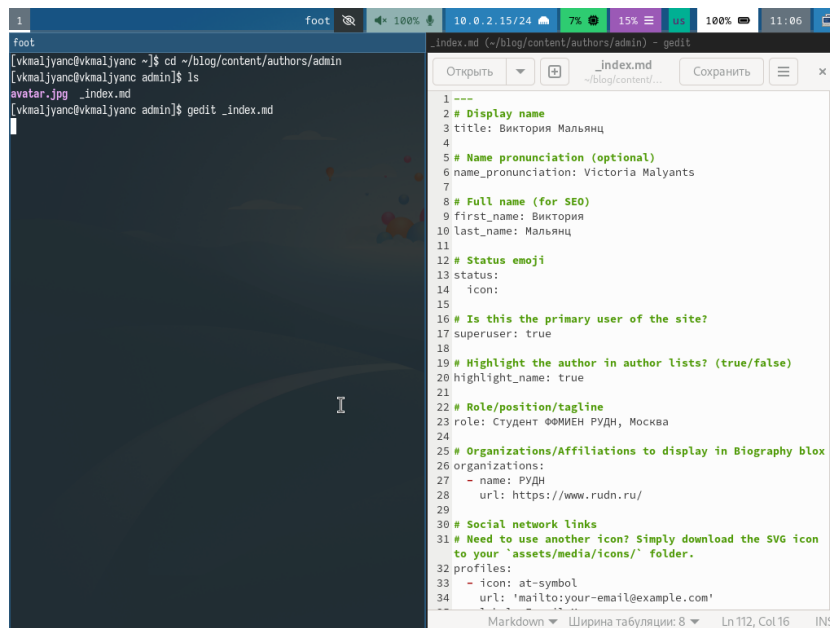 1 foot 100% 10.0.2.15/24 7% 15% us 100% 11:06
foot
[vkmaljyanc@vkmaljyanc ~]$ cd ~/blog/content/authors/admin
[vkmaljyanc@vkmaljyanc admin]$ ls
avatar.jpg _index.md
[vkmaljyanc@vkmaljyanc admin]$ gedit _index.md
_index.md (~/blog/content/authors/admin) - gedit
Открыть
_index.md
~/blog/content/...
Сохранить
1 ---
2 # Display name
3 title: Виктория Мальянц
4
5 # Name pronunciation (optional)
6 name_pronunciation: Victoria Malyants
7
8 # Full name (for SEO)
9 first_name: Виктория
10 last_name: Мальянц
11
12 # Status emoji
13 status:
14 icon:
15
16 # Is this the primary user of the site?
17 superuser: true
18
19 # Highlight the author in author lists? (true/false)
20 highlight_name: true
21
22 # Role/position/tagline
23 role: Студент ФФМИЕН РУДН, Москва
24
25 # Organizations/Affiliations to display in Biography blox
26 organizations:
27 - name: РУДН
28 url: https://www.rudn.ru/
29
30 # Social network links
31 # Need to use another icon? Simply download the SVG icon
to your `assets/media/icons/` folder.
32 profiles:
33 - icon: at-symbol
34 url: 'mailto:your-email@example.com'
Markdown Ширина табуляции: 8 Ln 112, Col 16 INS